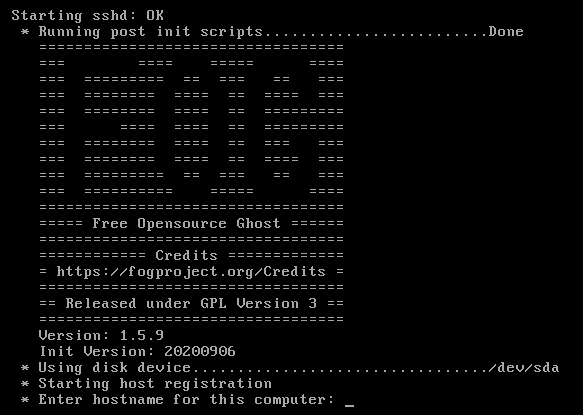 Starting sshd: OK
 * Running post init scripts.........................Done
   ==================================
   ===        ====    =====      ====
   ===  =========  ==  ===   ==   ===
   ===  ========  ====  ==  ====  ===
   ===  ========  ====  ==  =========
   ===      ====  ====  ==  =========
   ===  ========  ====  ==  ===   ===
   ===  ========  ====  ==  ====  ===
   ===  =========  ==  ===   ==   ===
   ===  ==========    =====      ====
   ==================================
   ===== Free Opensource Ghost ======
   ==================================
   ============ Credits =============
   = https://fogproject.org/Credits =
   ==================================
   == Released under GPL Version 3 ==
   ==================================
   Version: 1.5.9
   Init Version: 20200906
 * Using disk device................................./dev/sda
 * Starting host registration
 * Enter hostname for this computer: _